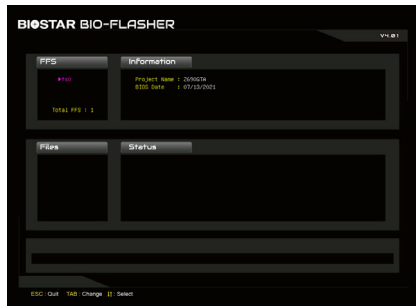 BIOSTAR BIO-FLASHER
V4.01
FFS
Information
Project Name : Z690GTA
BIOS Date : 07/13/2021
Total FFS : 1
Files
Status
ESC : Quit TAB : Change : Select